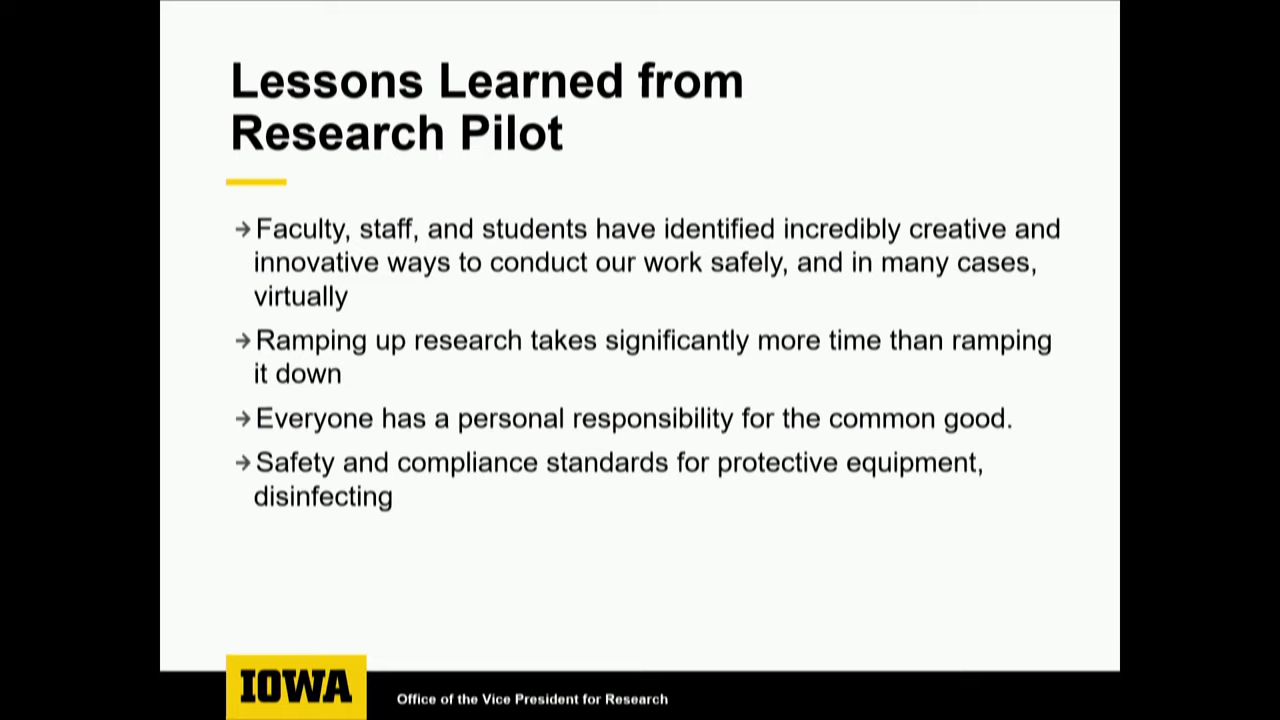 Lessons Learned from
Research Pilot
→Faculty, staff, and students have identified incredibly creative and
innovative ways to conduct our work safely, and in many cases,
virtually
→Ramping up research takes significantly more time than ramping
it down
→Everyone has a personal responsibility for the common good.
→Safety and compliance standards for protective equipment,
disinfecting
IOWA
Office of the Vice President for Research